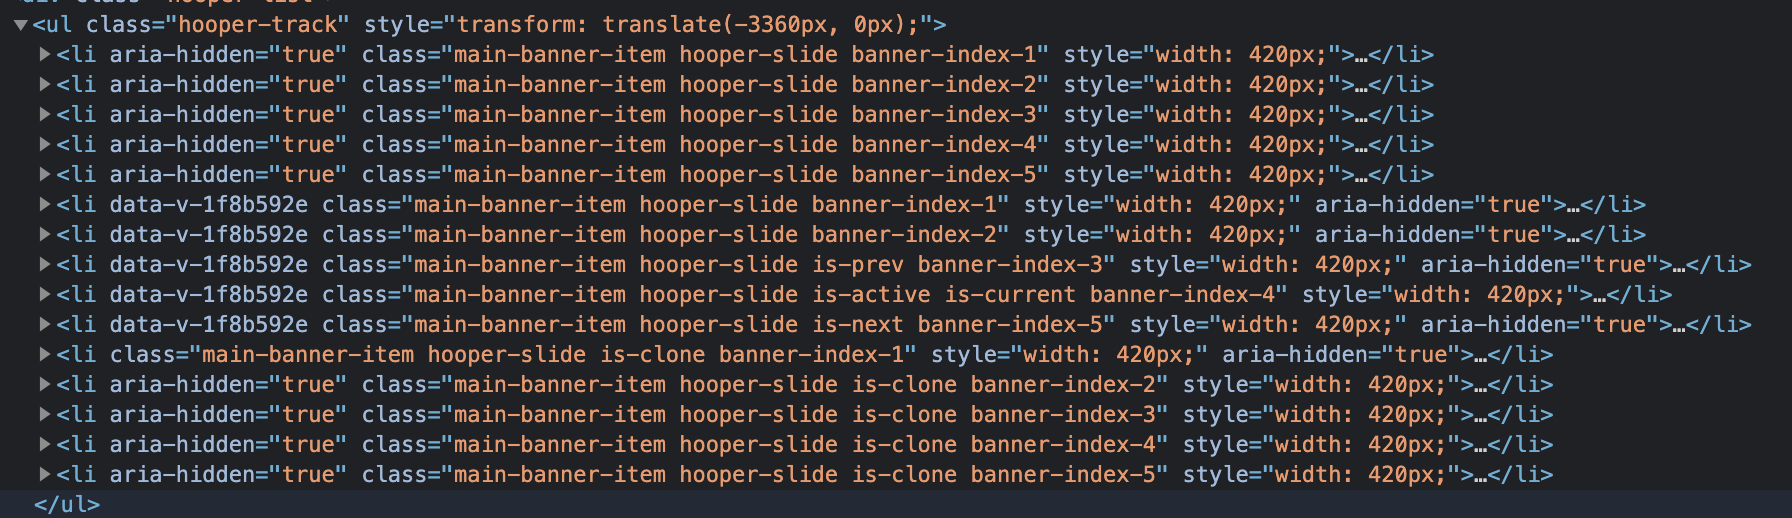 <ul class="hooper-track" style="transform: translate(-3360px, 0px);">
<li aria-hidden="true" class="main-banner-item hooper-slide banner-index-1" style="width: 420px;">…</li>
<li aria-hidden="true" class="main-banner-item hooper-slide banner-index-2" style="width: 420px;">…</li>
<li aria-hidden="true" class="main-banner-item hooper-slide banner-index-3" style="width: 420px;">…</li>
<li aria-hidden="true" class="main-banner-item hooper-slide banner-index-4" style="width: 420px;">…</li>
<li aria-hidden="true" class="main-banner-item hooper-slide banner-index-5" style="width: 420px;">…</li>
<li data-v-1f8b592e class="main-banner-item hooper-slide banner-index-1" style="width: 420px;" aria-hidden="true">…</li>
<li data-v-1f8b592e class="main-banner-item hooper-slide banner-index-2" style="width: 420px;" aria-hidden="true">…</li>
<li data-v-1f8b592e class="main-banner-item hooper-slide is-prev banner-index-3" style="width: 420px;" aria-hidden="true">…</li>
<li data-v-1f8b592e class="main-banner-item hooper-slide is-active is-current banner-index-4" style="width: 420px;">…</li>
<li data-v-1f8b592e class="main-banner-item hooper-slide is-next banner-index-5" style="width: 420px;" aria-hidden="true">…</li>
<li class="main-banner-item hooper-slide is-clone banner-index-1" style="width: 420px;" aria-hidden="true">…</li>
<li aria-hidden="true" class="main-banner-item hooper-slide is-clone banner-index-2" style="width: 420px;">…</li>
<li aria-hidden="true" class="main-banner-item hooper-slide is-clone banner-index-3" style="width: 420px;">…</li>
<li aria-hidden="true" class="main-banner-item hooper-slide is-clone banner-index-4" style="width: 420px;">…</li>
<li aria-hidden="true" class="main-banner-item hooper-slide is-clone banner-index-5" style="width: 420px;">…</li>
</ul>